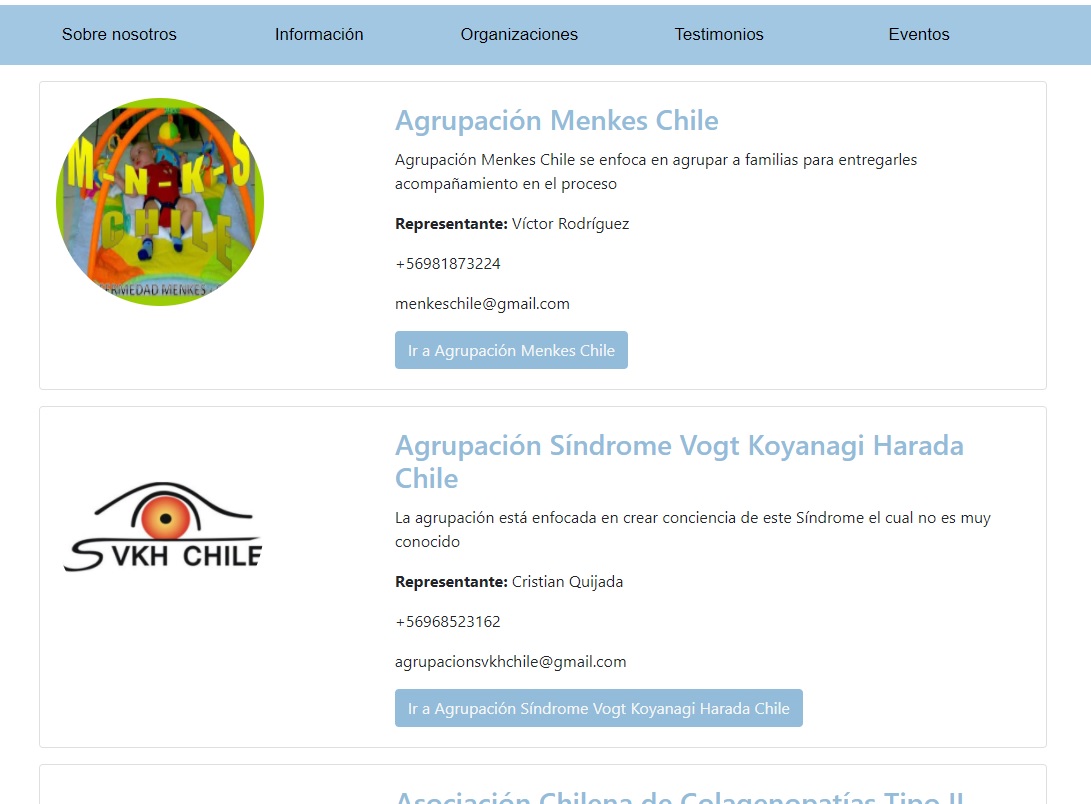 Sobre nosotros
Información
Organizaciones
Testimonios
Eventos
MENKES
CHILE
ERMEDAD MENKES
Agrupación Menkes Chile
Agrupación Menkes Chile se enfoca en agrupar a familias para entregarles
acompañamiento en el proceso
Representante: Víctor Rodríguez
+56981873224
menkeschile@gmail.com
Ir a Agrupación Menkes Chile
SVKH CHILE
Agrupación Síndrome Vogt Koyanagi Harada
Chile
La agrupación está enfocada en crear conciencia de este Síndrome el cual no es muy
conocido
Representante: Cristian Quijada
+56968523162
agrupacionsvkhchile@gmail.com
Ir a Agrupación Síndrome Vogt Koyanagi Harada Chile
Asociación Chilena de Colagenopatías Tipo II